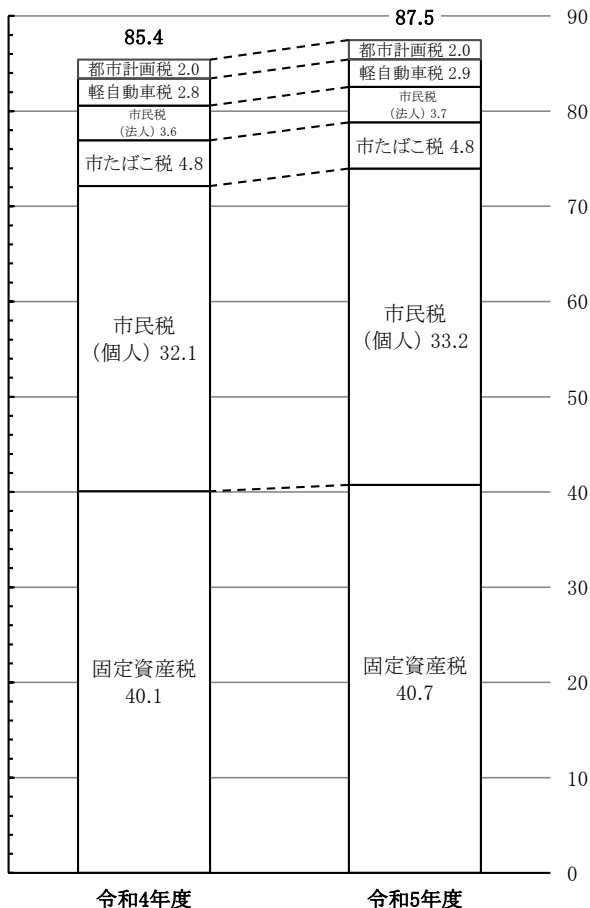 85.4
都市計画税 2.0
軽自動車税 2.8
市民税
(法人) 3.6
市たばこ税 4.8
市民税
(個人) 32.1
固定資産税
40.1
令和4年度
87.5
都市計画税 2.0
軽自動車税 2.9
市民税
(法人) 3.7
市たばこ税 4.8
市民税
(個人) 33.2
固定資産税
40.7
令和5年度
90
80
70
60
50
40
30
20
10
0